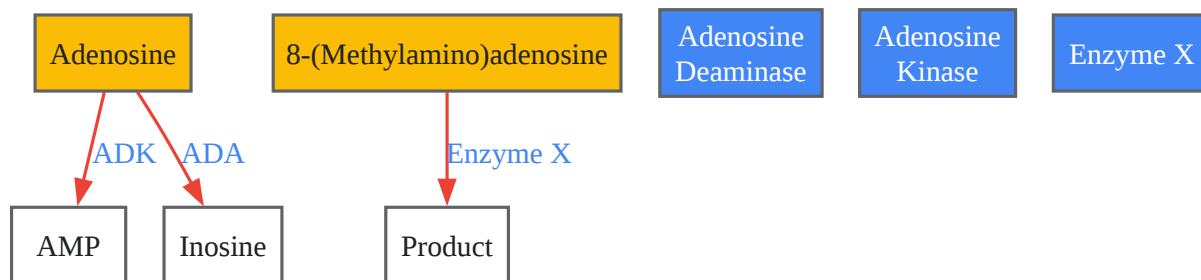 Adenosine
8-(Methylamino)adenosine
Adenosine
Deaminase
Adenosine
Kinase
Enzyme X
ADK
ADA
Enzyme X
AMP
Inosine
Product